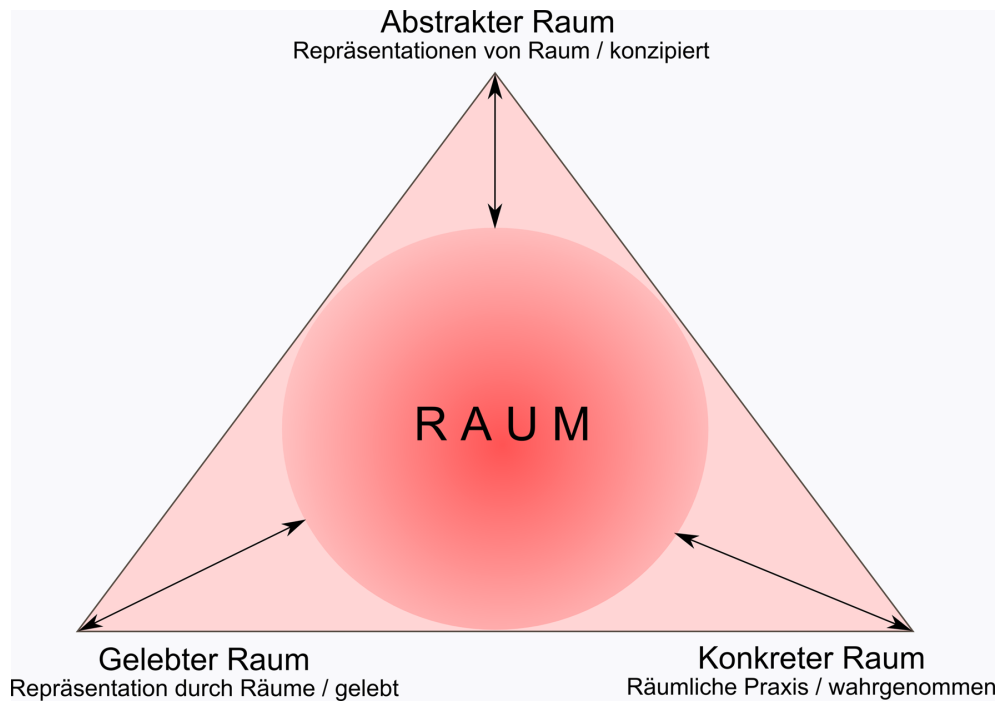 Abstrakter Raum
Repräsentationen von Raum / konzipiert
R A U M
Gelebter Raum
Repräsentation durch Räume / gelebt
Konkreter Raum
Räumliche Praxis / wahrgenommen